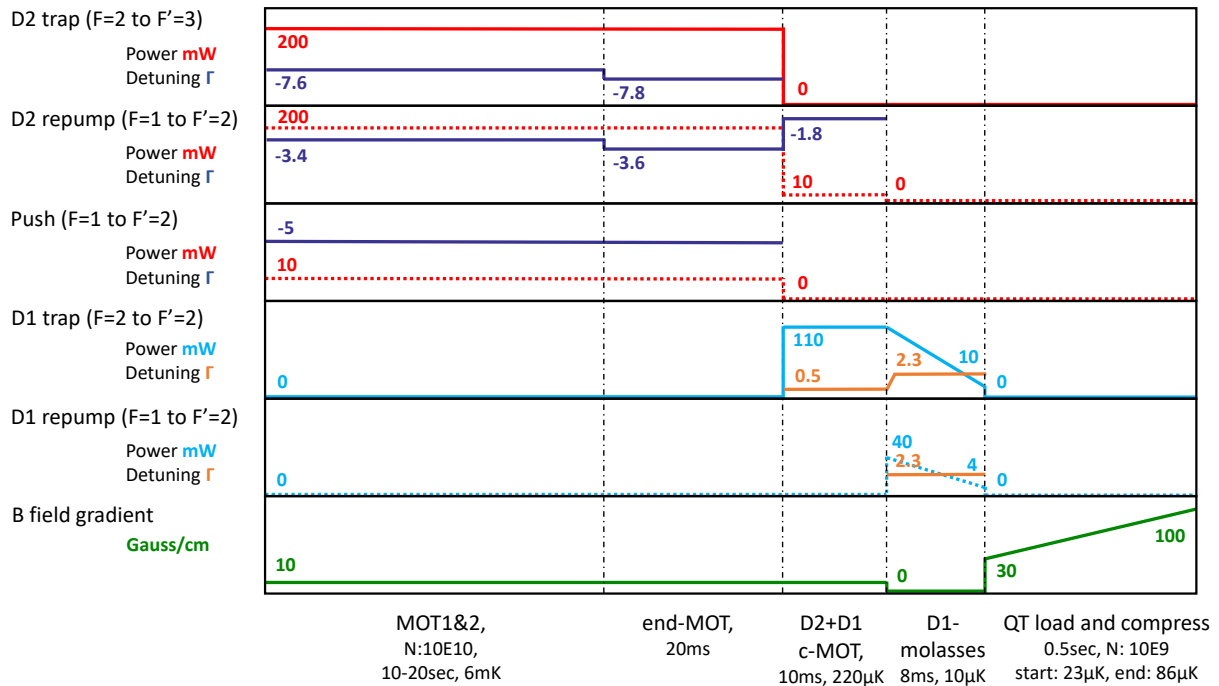 D2 trap (F=2 to F’=3)
Power mW
Detuning Γ
200
-7.6
-7.8
0
D2 repump (F=1 to F’=2)
Power mW
Detuning Γ
200
-3.4
-3.6
-1.8
10
0
Push (F=1 to F’=2)
Power mW
Detuning Γ
-5
10
0
D1 trap (F=2 to F’=2)
Power mW
Detuning Γ
0
110
0.5
2.3
10
0
D1 repump (F=1 to F’=2)
Power mW
Detuning Γ
0
40
2.3
4
0
B field gradient
Gauss/cm
10
0
30
100
MOT1&2,
N:10E10,
10-20sec, 6mK
end-MOT,
20ms
D2+D1
c-MOT,
10ms, 220µK
D1-
molasses
8ms, 10µK
QT load and compress
0.5sec, N: 10E9
start: 23µK, end: 86µK